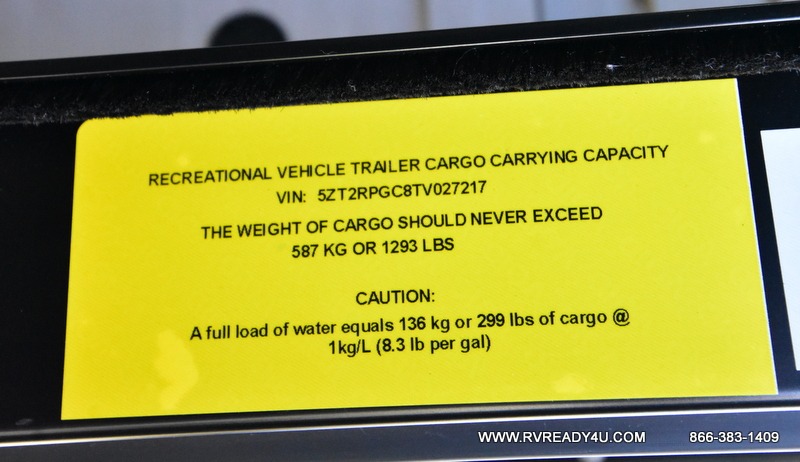 RECREATIONAL VEHICLE TRAILER CARGO CARRYING CAPACITY
VIN: 5ZT2RPGC8TV027217
THE WEIGHT OF CARGO SHOULD NEVER EXCEED
587 KG OR 1293 LBS
CAUTION:
A full load of water equals 136 kg or 299 lbs of cargo @
1kg/L (8.3 lb per gal)
WWW.RVREADY4U.COM 866-383-1409